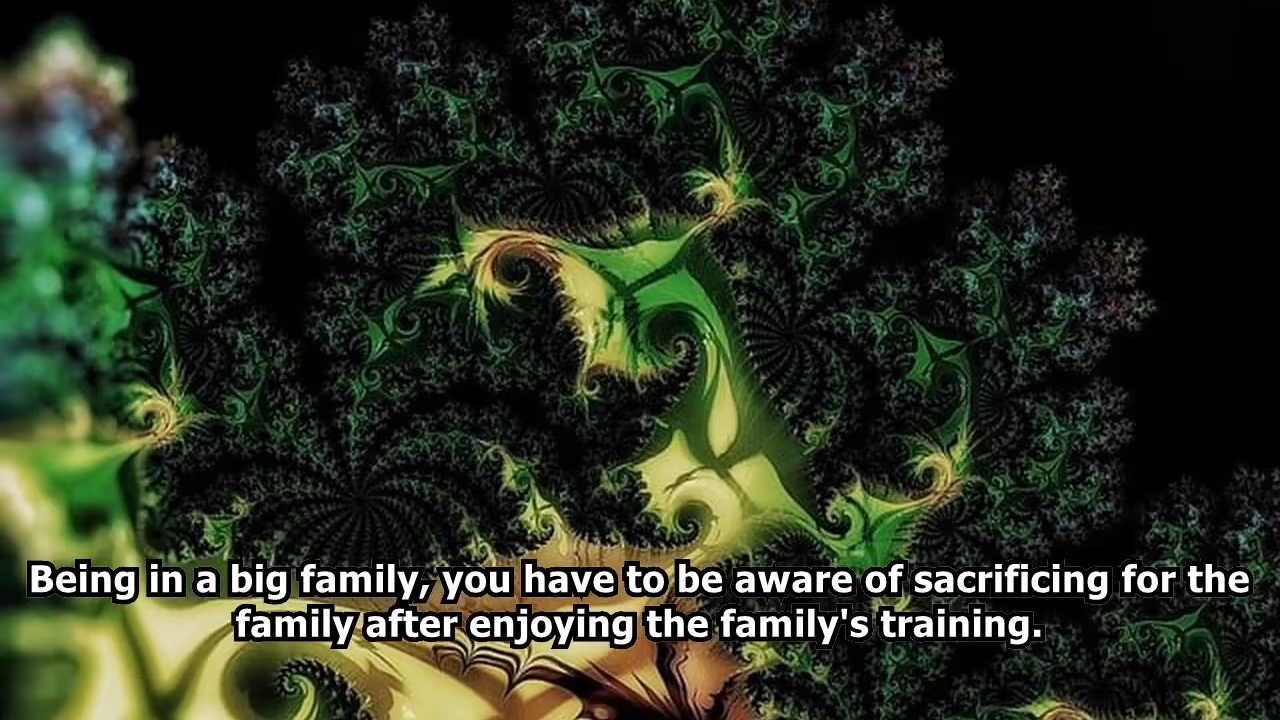 Being in a big family, you have to be aware of sacrificing for the
family after enjoying the family's training.